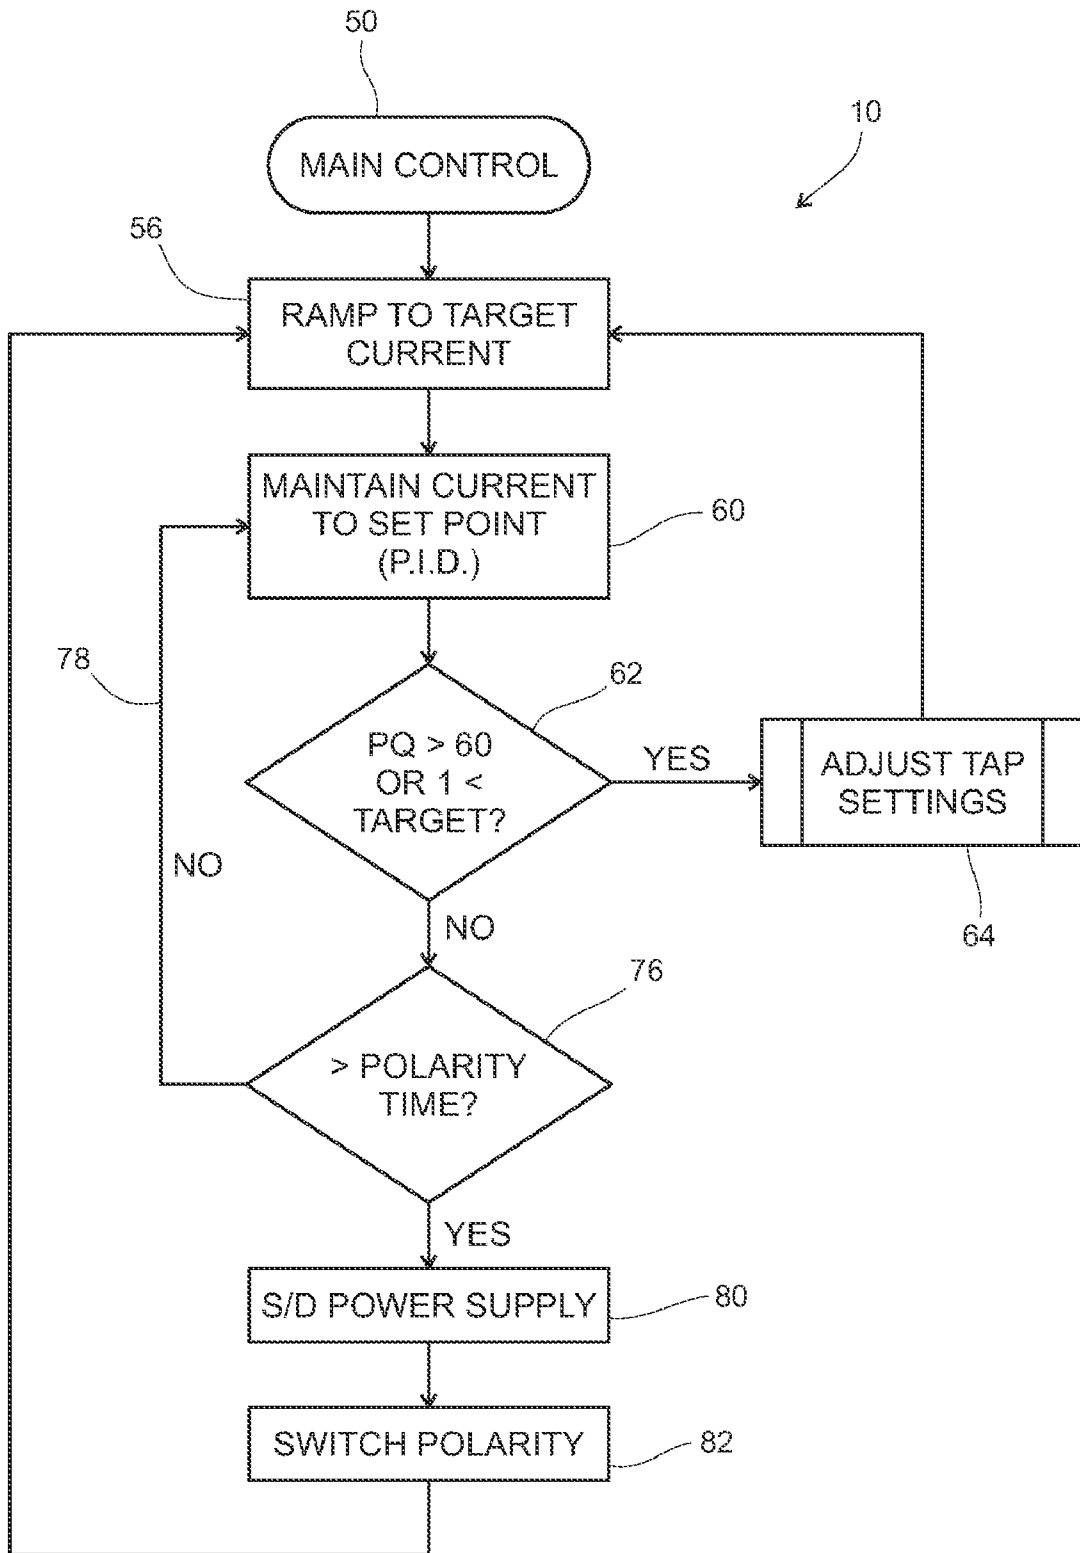 50
MAIN CONTROL
10
56
RAMP TO TARGET
CURRENT
MAINTAIN CURRENT
TO SET POINT
(P.I.D.)
60
78
62
PQ > 60
OR 1 <
TARGET?
YES
ADJUST TAP
SETTINGS
64
NO
NO
76
> POLARITY
TIME?
YES
S/D POWER SUPPLY
80
SWITCH POLARITY
82